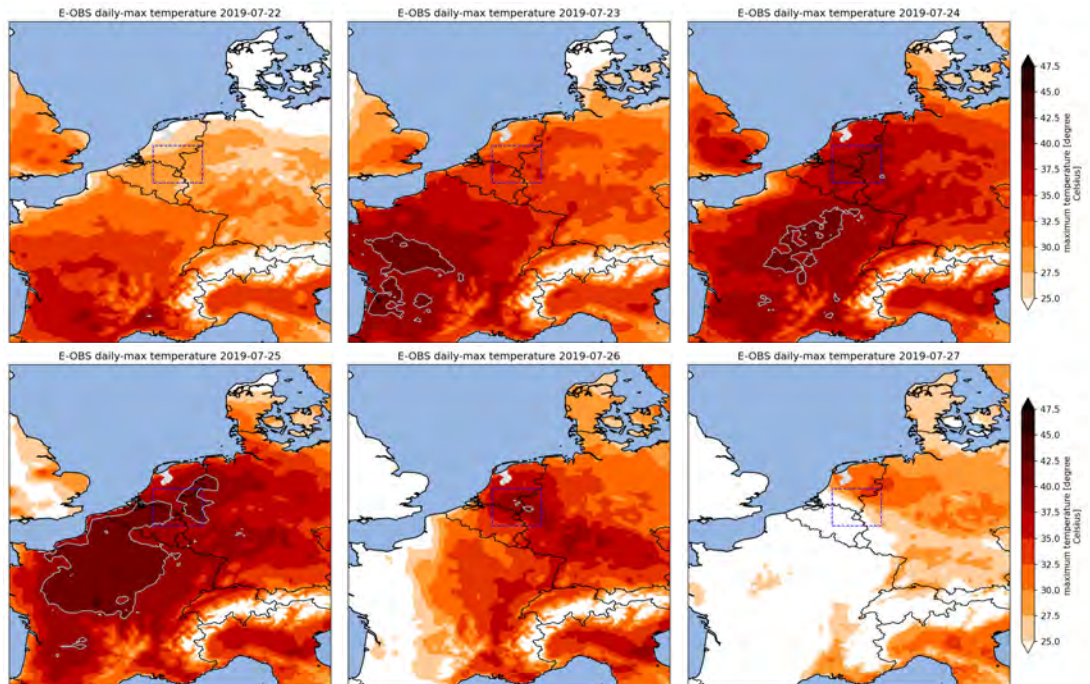 E-OBS daily-max temperature 2019-07-22
E-OBS daily-max temperature 2019-07-23
E-OBS daily-max temperature 2019-07-24
47.5
45.0
42.5
40.0
37.5
35.0
32.5
30.0
27.5
25.0
maximum temperature [degree
Celsius]
E-OBS daily-max temperature 2019-07-25
E-OBS daily-max temperature 2019-07-26
E-OBS daily-max temperature 2019-07-27
47.5
45.0
42.5
40.0
37.5
35.0
32.5
30.0
27.5
25.0
maximum temperature [degree
Celsius]